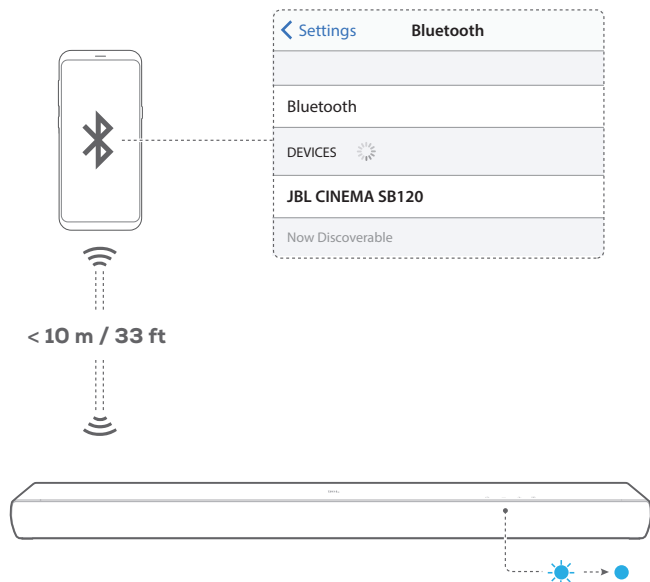 Settings Bluetooth
Bluetooth
DEVICES
JBL CINEMA SB120
Now Discoverable
< 10 m / 33 ft